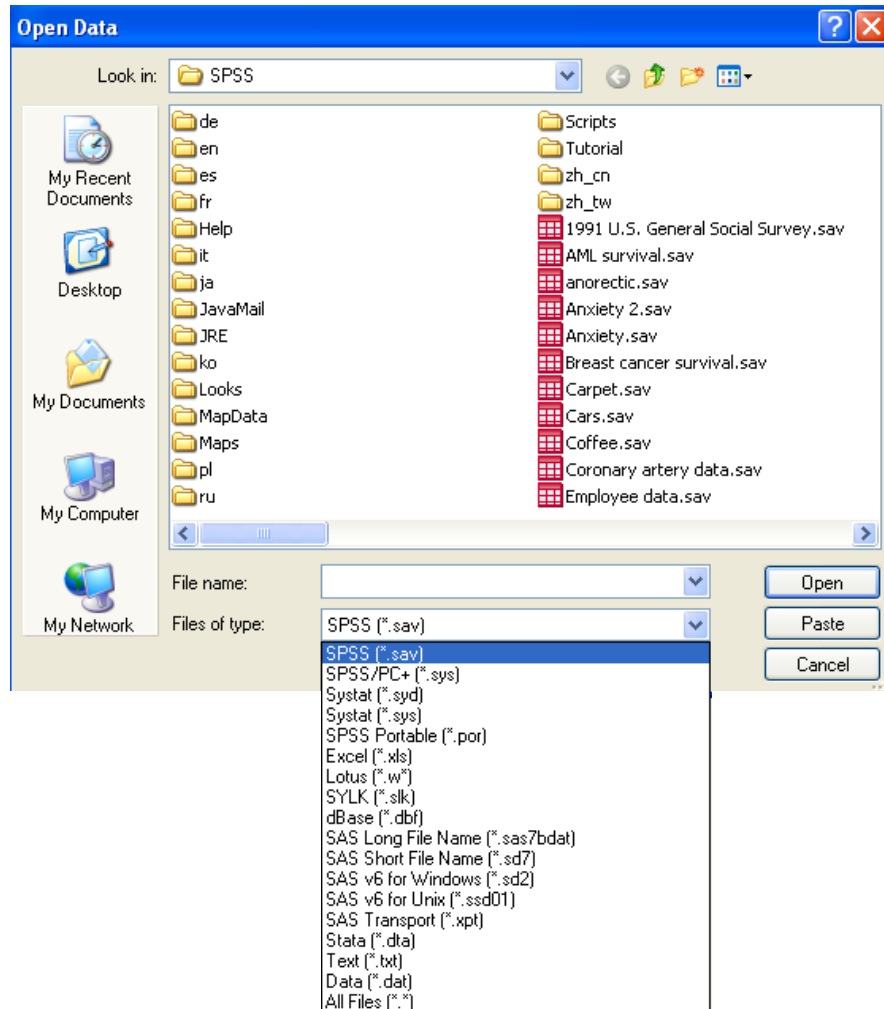 Open Data
Look in: SPSS
My Recent
Documents
Desktop
My Documents
My Computer
My Network
de
en
es
fr
Help
it
ja
JavaMail
JRE
ko
Looks
MapData
Maps
pl
ru
Scripts
Tutorial
zh_cn
zh_tw
1991 U.S. General Social Survey.sav
AML survival.sav
anorectic.sav
Anxiety 2.sav
Anxiety.sav
Breast cancer survival.sav
Carpet.sav
Cars.sav
Coffee.sav
Coronary artery data.sav
Employee data.sav
File name:
Open
Files of type: SPSS (*.sav)
Paste
Cancel
SPSS (*.sav)
SPSS/PC+ (*.sys)
Systat (*.syd)
Systat (*.sys)
SPSS Portable (*.por)
Excel (*.xls)
Lotus (*.w*)
SYLK (*.slk)
dBase (*.dbf)
SAS Long File Name (*.sas7bdat)
SAS Short File Name (*.sd7)
SAS v6 for Windows (*.sd2)
SAS v6 for Unix (*.ssd01)
SAS Transport (*.xpt)
Stata (*.dta)
Text (*.txt)
Data (*.dat)
All Files (*.*)